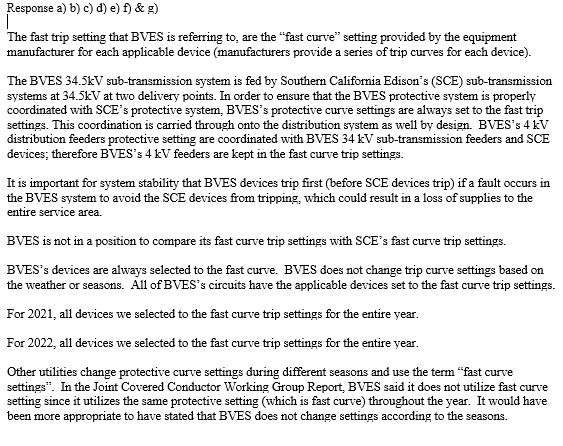 Response a) b) c) d) e) f) & g)
The fast trip setting that BVES is referring to, are the “fast curve” setting provided by the equipment
manufacturer for each applicable device (manufacturers provide a series of trip curves for each device).
The BVES 34.5kV sub-transmission system is fed by Southern California Edison’s (SCE) sub-transmission
systems at 34.5kV at two delivery points. In order to ensure that the BVES protective system is properly
coordinated with SCE’s protective system, BVES’s protective curve settings are always set to the fast trip
settings. This coordination is carried through onto the distribution system as well by design.  BVES’s 4 kV
distribution feeders protective setting are coordinated with BVES 34 kV sub-transmission feeders and SCE
devices; therefore BVES’s 4 kV feeders are kept in the fast curve trip settings.
It is important for system stability that BVES devices trip first (before SCE devices trip) if a fault occurs in
the BVES system to avoid the SCE devices from tripping, which could result in a loss of supplies to the
entire service area.
BVES is not in a position to compare its fast curve trip settings with SCE’s fast curve trip settings.
BVES’s devices are always selected to the fast curve.  BVES does not change trip curve settings based on
the weather or seasons.  All of BVES’s circuits have the applicable devices set to the fast curve trip settings.
For 2021, all devices we selected to the fast curve trip settings for the entire year.
For 2022, all devices we selected to the fast curve trip settings for the entire year.
Other utilities change protective curve settings during different seasons and use the term “fast curve
settings”.  In the Joint Covered Conductor Working Group Report, BVES said it does not utilize fast curve
setting since it utilizes the same protective setting (which is fast curve) throughout the year.  It would have
been more appropriate to have stated that BVES does not change settings according to the seasons.